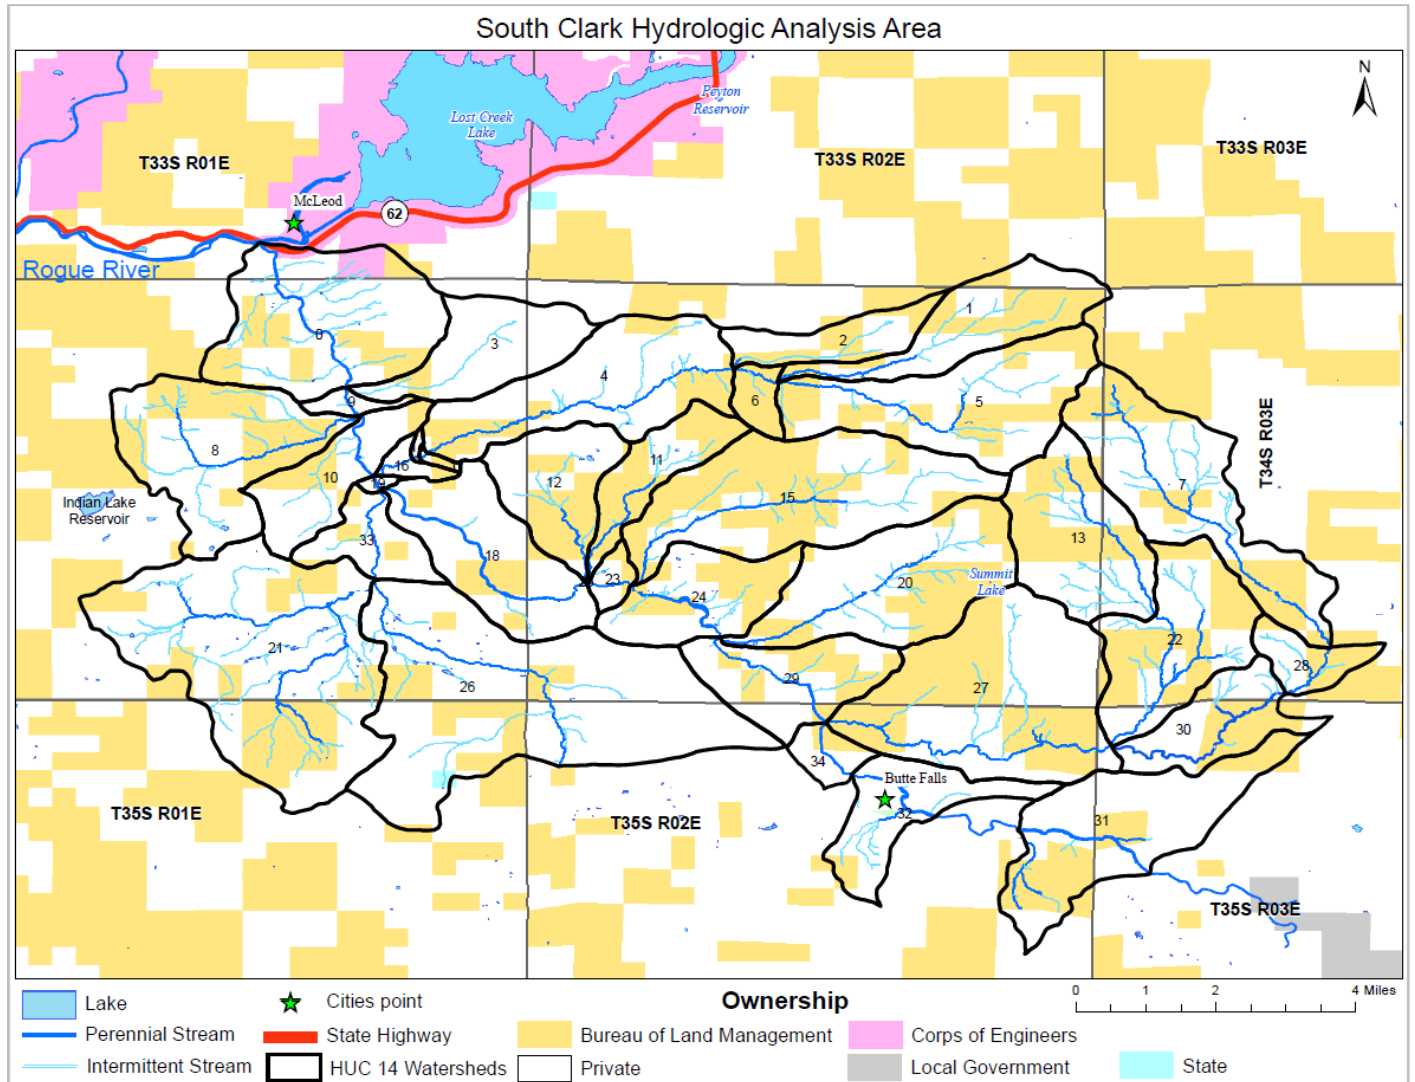 South Clark Hydrologic Analysis Area
N
Peyton
Reservoir
Lost Creek
Lake
T33S R01E
T33S R02E
T33S R03E
McLeod
62
Rogue River
1
2
3
4
5
6
7
8
9
10
11
12
13
15
16
18
19
20
21
22
23
24
26
27
28
29
30
31
32
33
34
Indian Lake
Reservoir
Summit
Lake
T34S R03E
Butte Falls
T35S R01E
T35S R02E
T35S R03E
Lake
Cities point
Ownership
0 1 2 4 Miles
Perennial Stream
State Highway
Bureau of Land Management
Corps of Engineers
Intermittent Stream
HUC 14 Watersheds
Private
Local Government
State